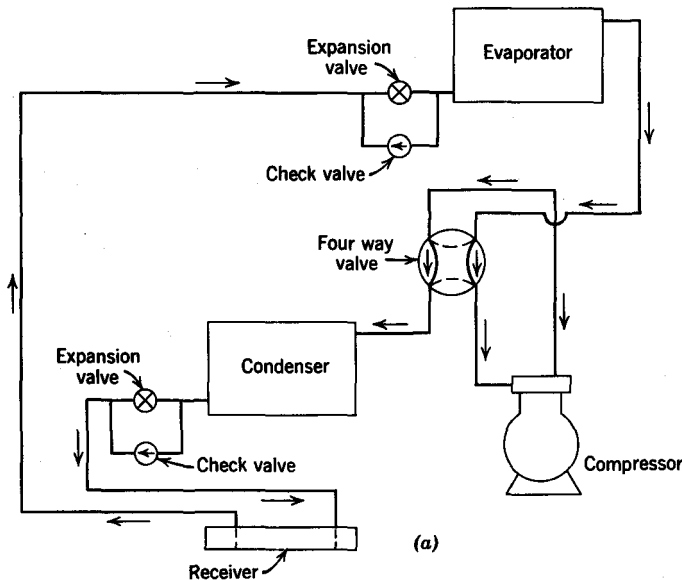 Expansion
valve
Evaporator
Check valve
Four way
valve
Condenser
Expansion
valve
Check valve
Compressor
(a)
Receiver